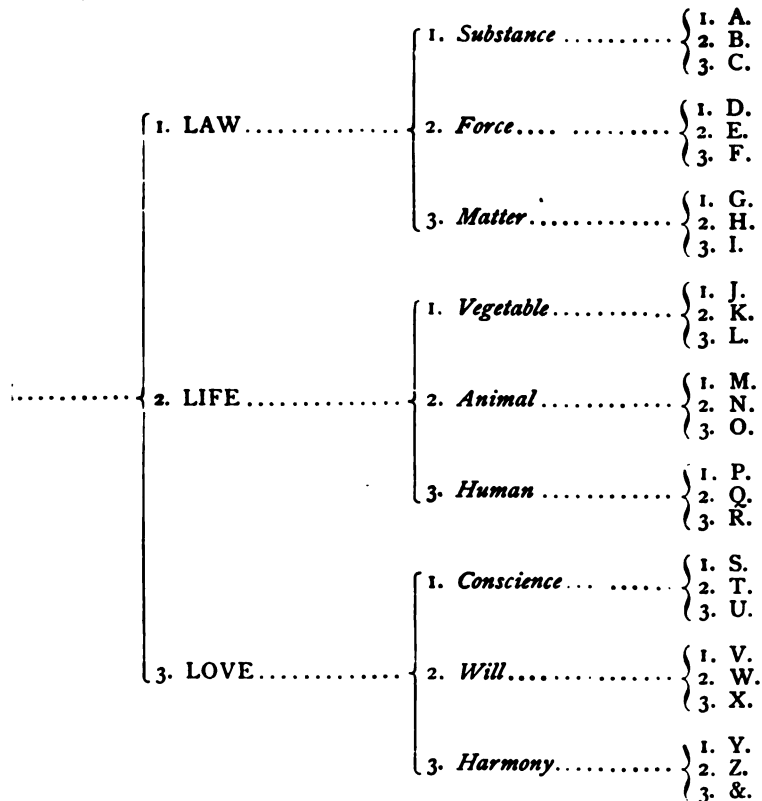 1. A.
1. Substance .......... 2. B.
3. C.
1. D.
1. LAW.............. 2. Force.... ......... 2. E.
3. F.
1. G.
3. Matter............. 2. H.
3. I.
1. J.
1. Vegetable.......... 2. K.
3. L.
1. M.
............ 2. LIFE.............. 2. Animal ........... 2. N.
3. O.
1. P.
3. Human ........... 2. Q.
3. R.
1. S.
1. Conscience... ...... 2. T.
3. U.
1. V.
3. LOVE............. 2. Will.... ... ....... 2. W.
3. X.
1. Y.
3. Harmony.......... 2. Z.
3. &.